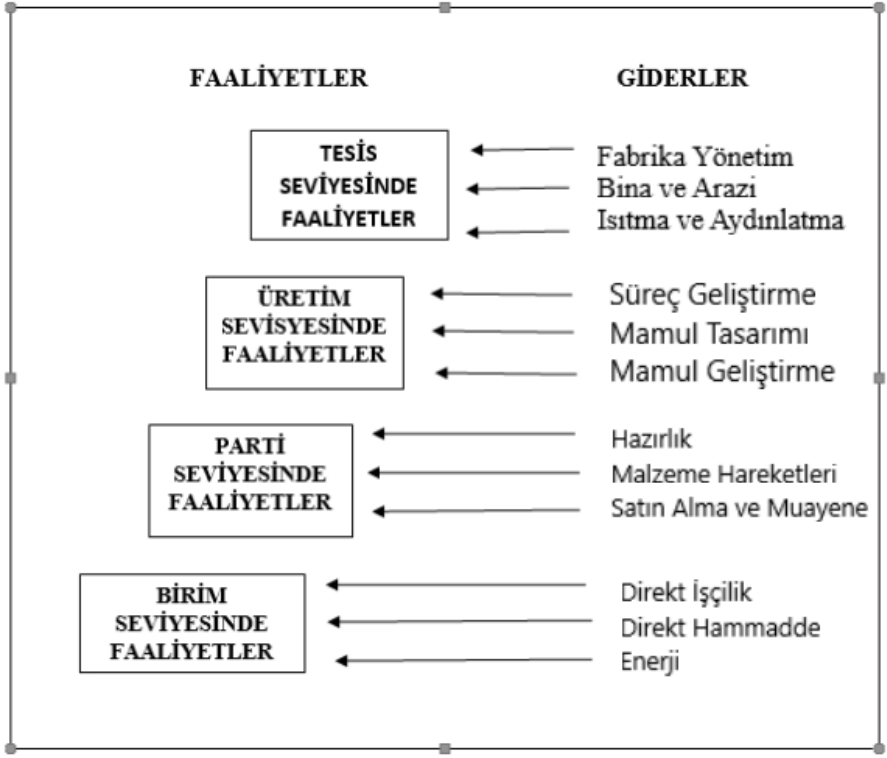 FAALİYETLER GİDERLER
TESİS
SEVİYESİNDE
FAALİYETLER
Fabrika Yönetim
Bina ve Arazi
Isıtma ve Aydınlatma
ÜRETİM
SEVİSYESİNDE
FAALİYETLER
Süreç Geliştirme
Mamul Tasarımı
Mamul Geliştirme
PARTİ
SEVİYESİNDE
FAALİYETLER
Hazırlık
Malzeme Hareketleri
Satın Alma ve Muayene
BİRİM
SEVİYESİNDE
FAALİYETLER
Direkt İşçilik
Direkt Hammadde
Enerji